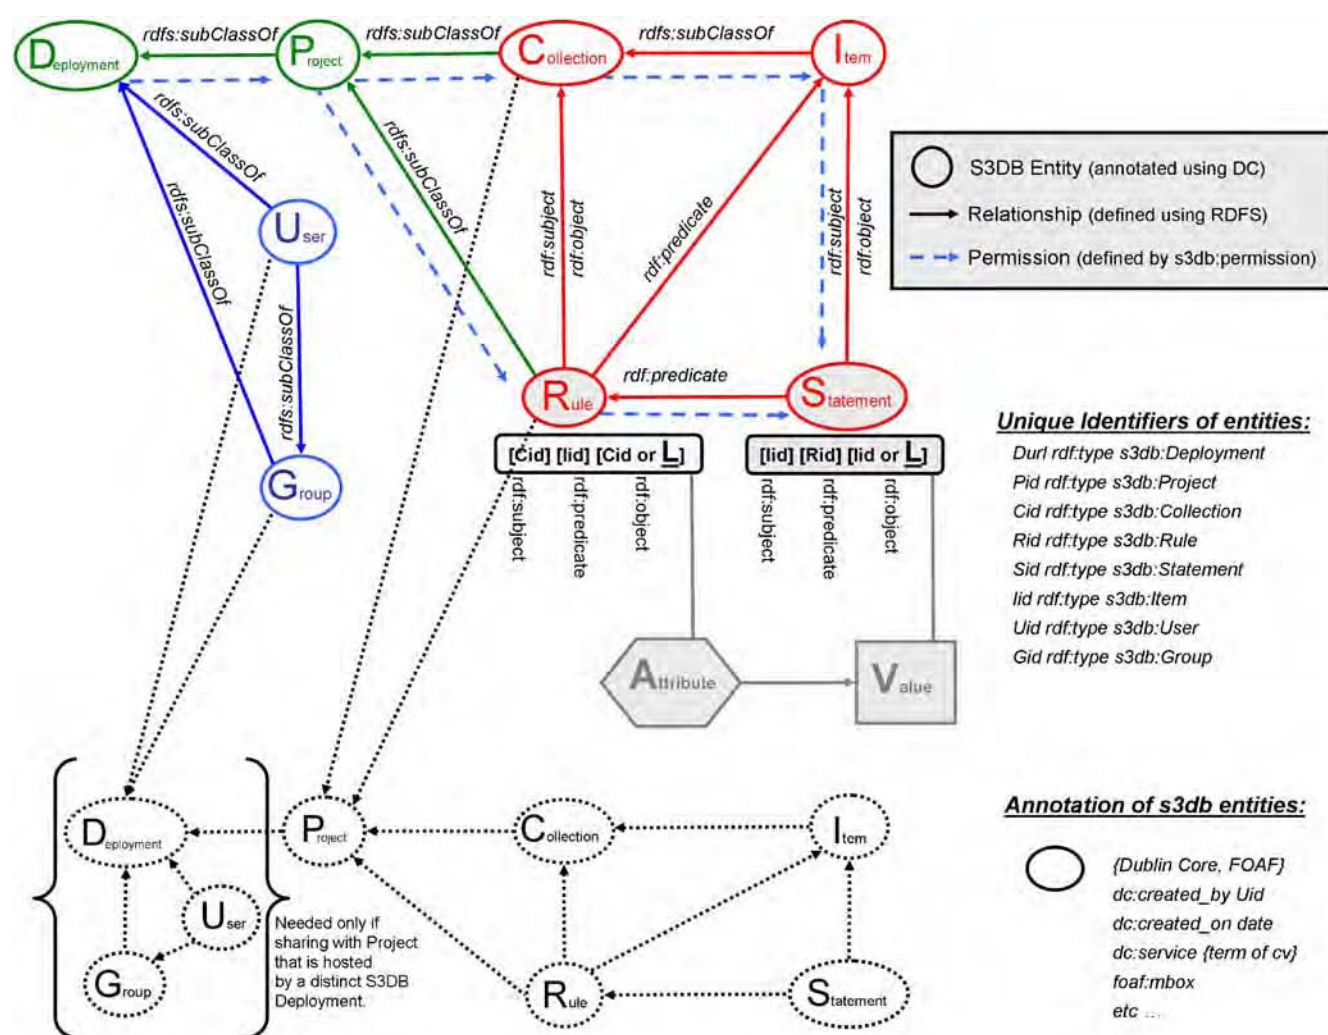 rdfs:subClassOf
rdfs:subClassOf
rdfs:subClassOf
Deployment
Project
Collection
Item
rdfs:subClassOf
rdfs:subClassOf
rdfs:subClassOf
rdf:subject
rdf:object
rdf:predicate
rdf:subject
rdf:object
S3DB Entity (annotated using DC)
Relationship (defined using RDFS)
Permission (defined by s3db:permission)
User
rdfs:subClassOf
Group
rdf:predicate
Rule
Statement
[Cid] [Iid] [Cid or L]
[Iid] [Rid] [Iid or L]
rdf:subject
rdf:predicate
rdf:object
rdf:subject
rdf:predicate
rdf:object
Attribute
Value
Unique Identifiers of entities:
Durl rdf:type s3db:Deployment
Pid rdf:type s3db:Project
Cid rdf:type s3db:Collection
Rid rdf:type s3db:Rule
Sid rdf:type s3db:Statement
Iid rdf:type s3db:Item
Uid rdf:type s3db:User
Gid rdf:type s3db:Group
Deployment
Project
Collection
Item
User
Group
Needed only if
sharing with Project
that is hosted
by a distinct S3DB
Deployment.
Rule
Statement
Annotation of s3db entities:
{Dublin Core, FOAF}
dc:created_by Uid
dc:created_on date
dc:service {term of cv}
foaf:mbox
etc ...